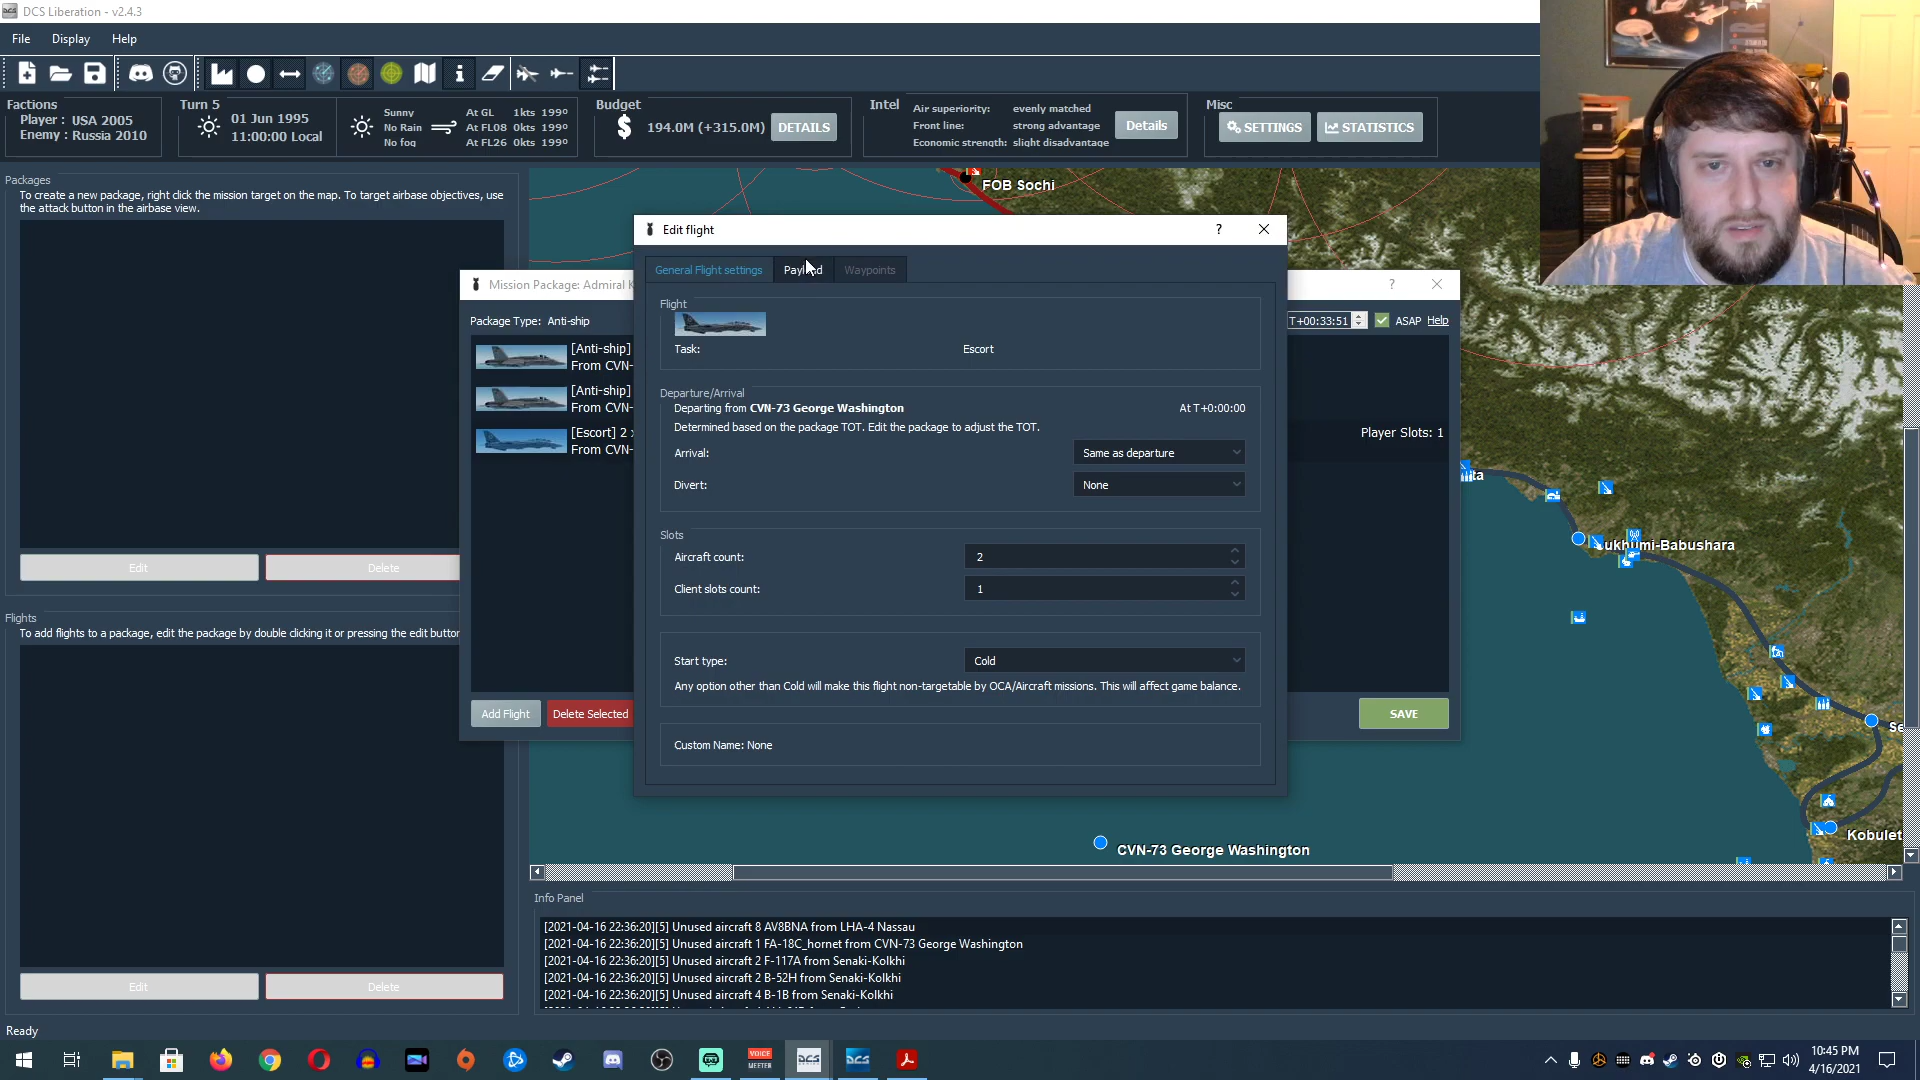 DCS Liberation - v2.4.3
File Display Help
Factions
Player : USA 2005
Enemy : Russia 2010
Turn 5
01 Jun 1995
11:00:00 Local
Sunny
No Rain
No fog
At GL 1kts 199º
At FL08 0kts 199º
At FL26 0kts 199º
Budget
$ 194.0M (+315.0M) DETAILS
Intel
Air superiority: evenly matched
Front line: strong advantage
Economic strength: slight disadvantage
Details
Misc
SETTINGS STATISTICS
Packages
To create a new package, right click the mission target on the map. To target airbase objectives, use
the attack button in the airbase view.
Edit Delete
Flights
To add flights to a package, edit the package by double clicking it or pressing the edit button
Edit Delete
FOB Sochi
Mission Package: Admiral K
Package Type: Anti-ship
T+00:33:51 ASAP Help
[Anti-ship]
From CVN-
[Anti-ship]
From CVN-
[Escort] 2 x
From CVN-
Player Slots: 1
Add Flight Delete Selected SAVE
Edit flight
General Flight settings Payload Waypoints
Flight
Task: Escort
Departure/Arrival
Departing from CVN-73 George Washington At T+0:00:00
Determined based on the package TOT. Edit the package to adjust the TOT.
Arrival: Same as departure
Divert: None
Slots
Aircraft count: 2
Client slots count: 1
Start type: Cold
Any option other than Cold will make this flight non-targetable by OCA/Aircraft missions. This will affect game balance.
Custom Name: None
ta
ukhumi-Babushara
Se
Kobulet
CVN-73 George Washington
Info Panel
[2021-04-16 22:36:20][5] Unused aircraft 8 AV8BNA from LHA-4 Nassau
[2021-04-16 22:36:20][5] Unused aircraft 1 FA-18C_hornet from CVN-73 George Washington
[2021-04-16 22:36:20][5] Unused aircraft 2 F-117A from Senaki-Kolkhi
[2021-04-16 22:36:20][5] Unused aircraft 2 B-52H from Senaki-Kolkhi
[2021-04-16 22:36:20][5] Unused aircraft 4 B-1B from Senaki-Kolkhi
Ready
VOICE
MEETER
DCS
DCS
10:45 PM
4/16/2021